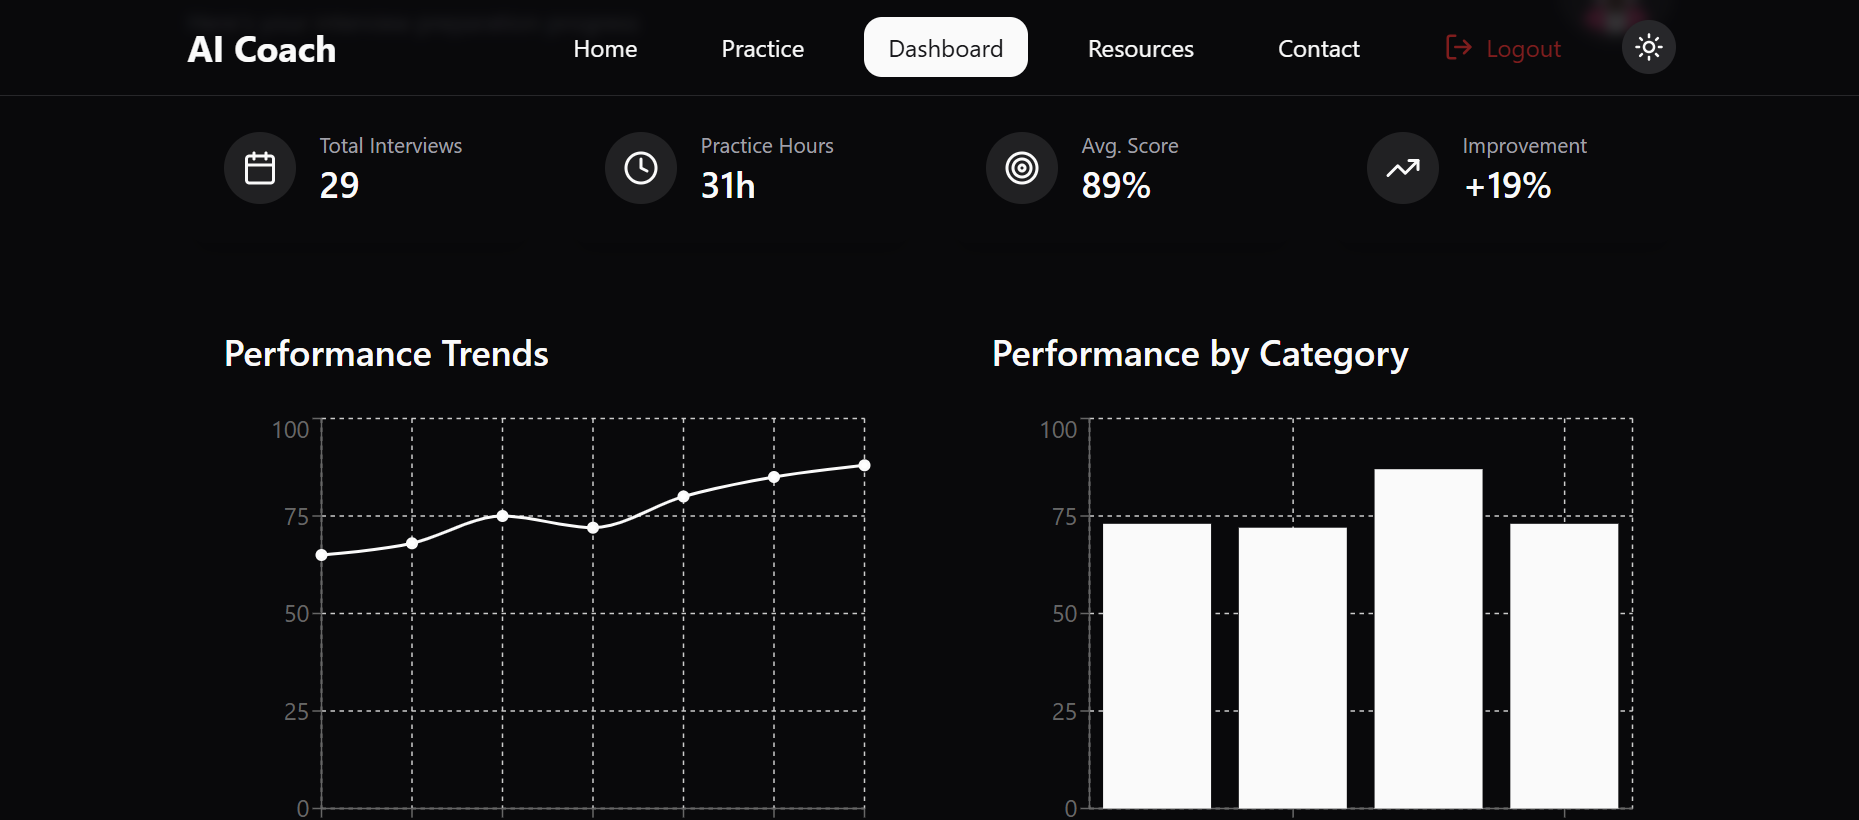 AI Coach
Home
Practice
Dashboard
Resources
Contact
Logout
Total Interviews
29
Practice Hours
31h
Avg. Score
89%
Improvement
+19%
Performance Trends
100
75
50
25
0
Performance by Category
100
75
50
25
0